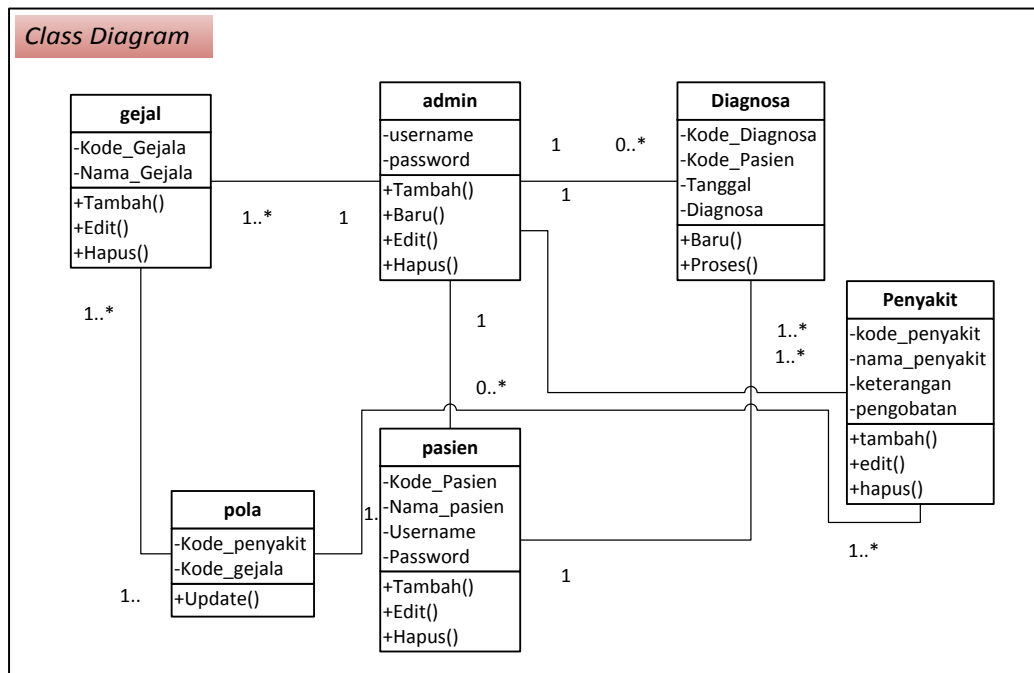 Class Diagram
gejal
-Kode_Gejala
-Nama_Gejala
+Tambah()
+Edit()
+Hapus()
admin
-username
-password
+Tambah()
+Baru()
+Edit()
+Hapus()
Diagnosa
-Kode_Diagnosa
-Kode_Pasien
-Tanggal
-Diagnosa
+Baru()
+Proses()
1
0..*
1
1..*
1
Penyakit
-kode_penyakit
-nama_penyakit
-keterangan
-pengobatan
+tambah()
+edit()
+hapus()
1..*
1
1..*
1..*
0..*
pasien
-Kode_Pasien
-Nama_pasien
-Username
-Password
+Tambah()
+Edit()
+Hapus()
pola
-Kode_penyakit
-Kode_gejala
+Update()
1.
1..*
1
1..